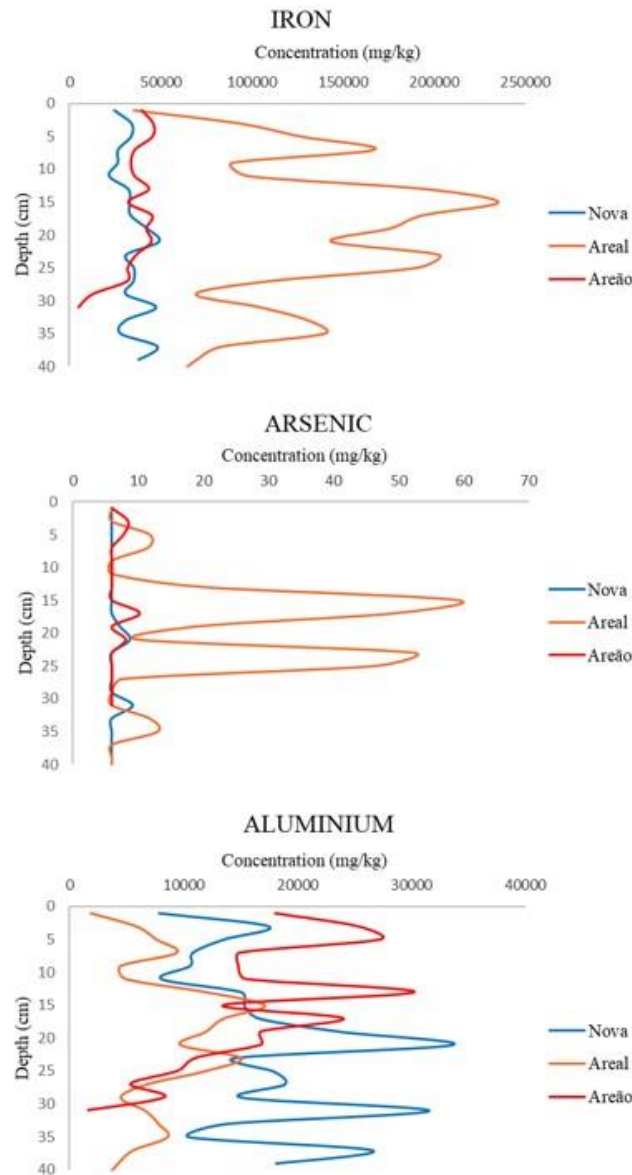 IRON
Concentration (mg/kg)
0 50000 100000 150000 200000 250000
0
5
10
15
20
25
30
35
40
Depth (cm)
Nova
Areal
Areão
ARSENIC
Concentration (mg/kg)
0 10 20 30 40 50 60 70
0
5
10
15
20
25
30
35
40
Depth (cm)
Nova
Areal
Areão
ALUMINIUM
Concentration (mg/kg)
0 10000 20000 30000 40000
0
5
10
15
20
25
30
35
40
Depth (cm)
Nova
Areal
Areão